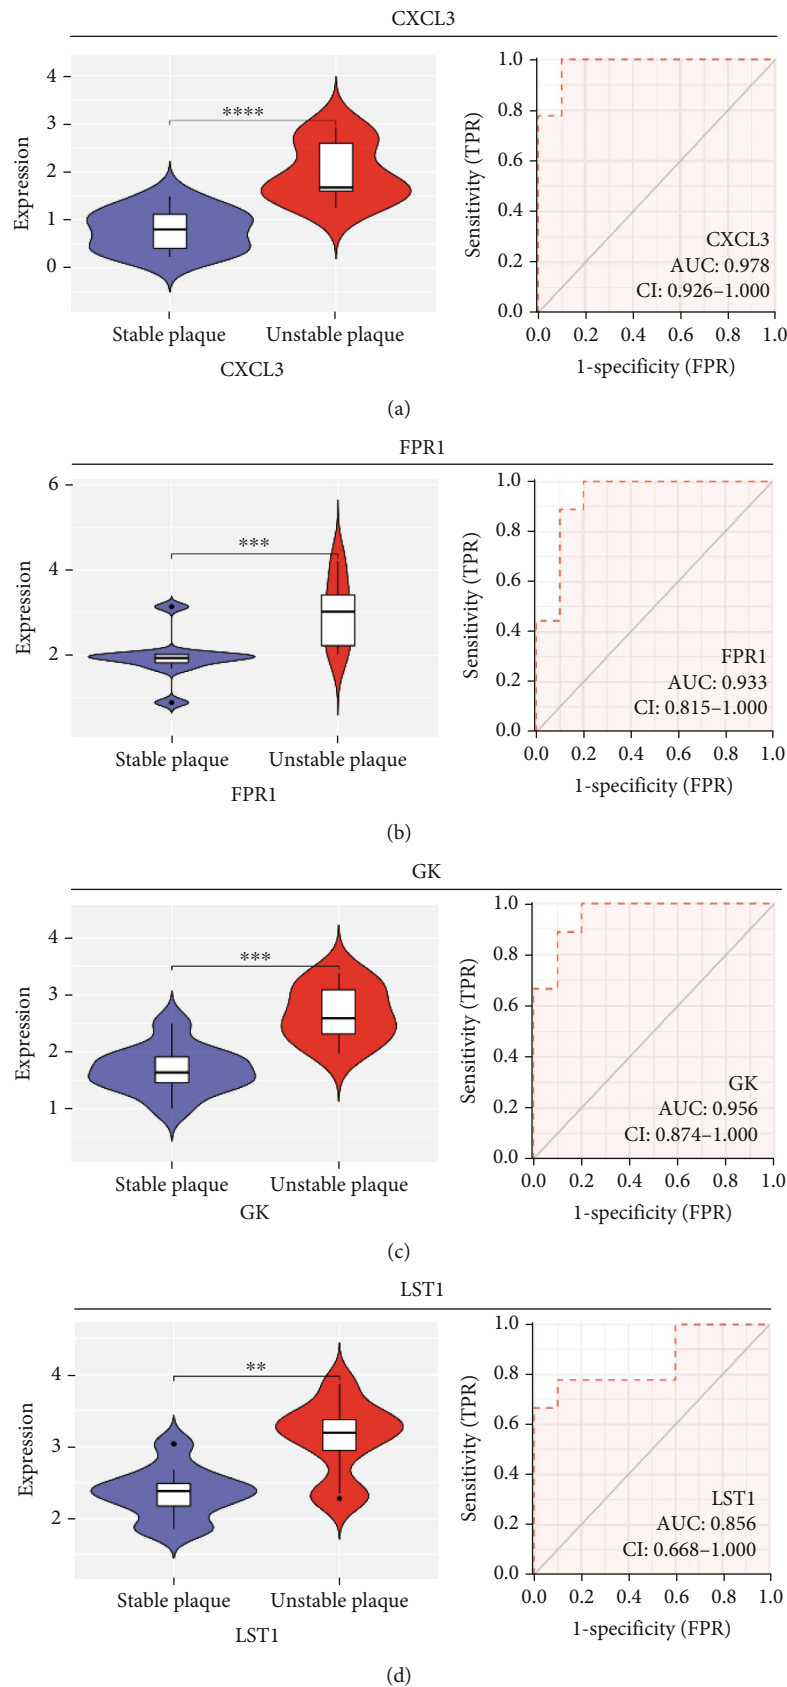 CXCL3
4
3
2
1
0
Expression
****
Stable plaque
Unstable plaque
CXCL3
1.0
0.8
0.6
0.4
0.2
0.0
Sensitivity (TPR)
CXCL3
AUC: 0.978
CI: 0.926–1.000
0.0 0.2 0.4 0.6 0.8 1.0
1-specificity (FPR)
(a)
FPR1
6
4
2
Expression
***
Stable plaque
Unstable plaque
FPR1
1.0
0.8
0.6
0.4
0.2
0.0
Sensitivity (TPR)
FPR1
AUC: 0.933
CI: 0.815–1.000
0.0 0.2 0.4 0.6 0.8 1.0
1-specificity (FPR)
(b)
GK
4
3
2
1
Expression
***
Stable plaque
Unstable plaque
GK
1.0
0.8
0.6
0.4
0.2
0.0
Sensitivity (TPR)
GK
AUC: 0.956
CI: 0.874–1.000
0.0 0.2 0.4 0.6 0.8 1.0
1-specificity (FPR)
(c)
LST1
4
3
2
Expression
**
Stable plaque
Unstable plaque
LST1
1.0
0.8
0.6
0.4
0.2
0.0
Sensitivity (TPR)
LST1
AUC: 0.856
CI: 0.668–1.000
0.0 0.2 0.4 0.6 0.8 1.0
1-specificity (FPR)
(d)